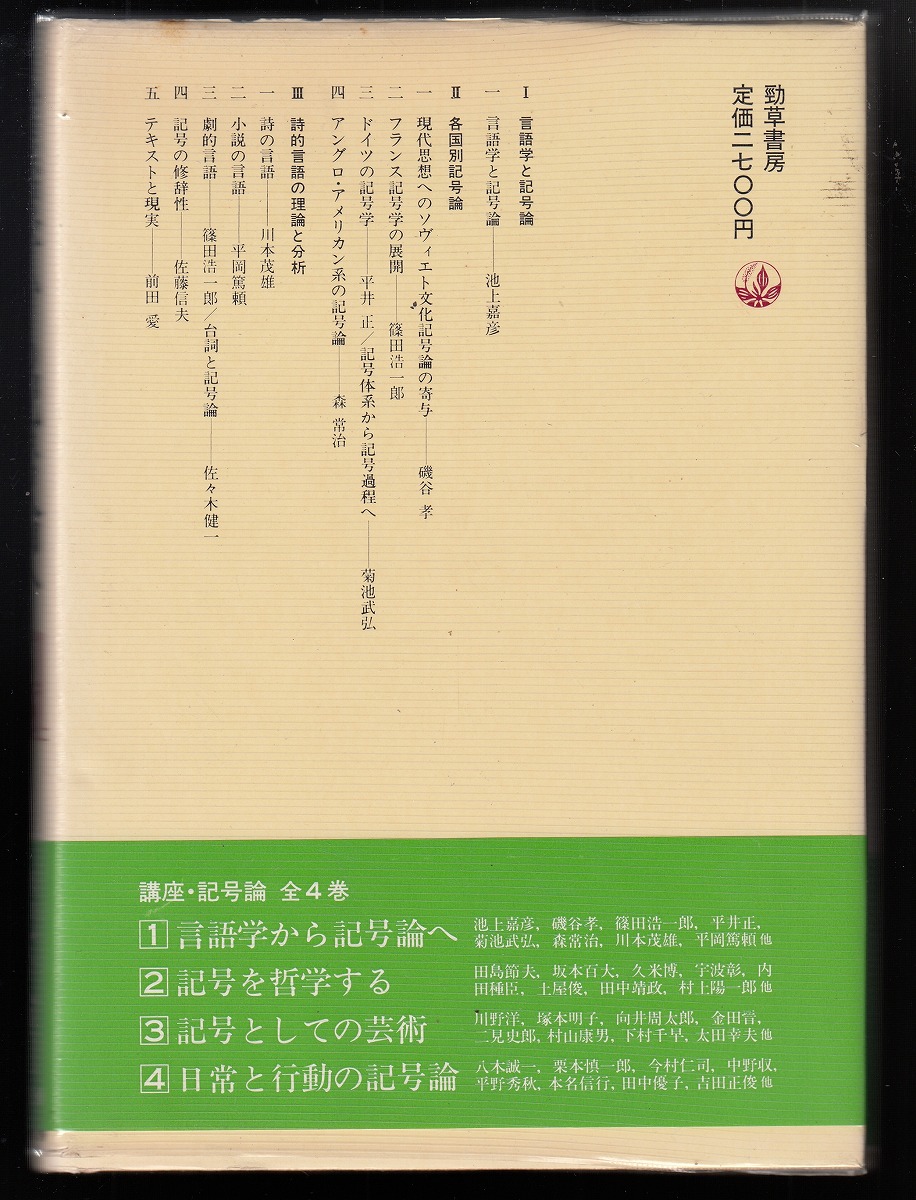 勁草書房
定価二七〇〇円
Ⅰ 言語学と記号論
一 言語学と記号論――池上嘉彦
Ⅱ 各国別記号論
一 現代思想へのソヴィエト文化記号論の寄与――磯谷 孝
二 フランス記号学の展開――篠田浩一郎
三 ドイツの記号学――平井 正／記号体系から記号過程へ――菊池武弘
四 アングロ・アメリカン系の記号論――森 常治
Ⅲ 詩的言語の理論と分析
一 詩の言語――川本茂雄
二 小説の言語――平岡篤頼
三 劇的言語――篠田浩一郎／台詞と記号論――佐々木健一
四 記号の修辞性――佐藤信夫
五 テキストと現実――前田 愛
講座・記号論 全4巻
1 言語学から記号論へ
池上嘉彦, 磯谷孝, 篠田浩一郎, 平井正,
菊池武弘, 森常治, 川本茂雄, 平岡篤頼他
2 記号を哲学する
田島節夫, 坂本百大, 久米博, 宇波彰, 内
田種臣, 土屋俊, 田中靖政, 村上陽一郎他
3 記号としての芸術
川野洋, 塚本明子, 向井周太郎, 金田晉,
二見史郎, 村山康男, 下村千早, 太田幸夫他
4 日常と行動の記号論
八木誠一, 栗本慎一郎, 今村仁司, 中野収,
平野秀秋, 本名信行, 田中優子, 吉田正俊他